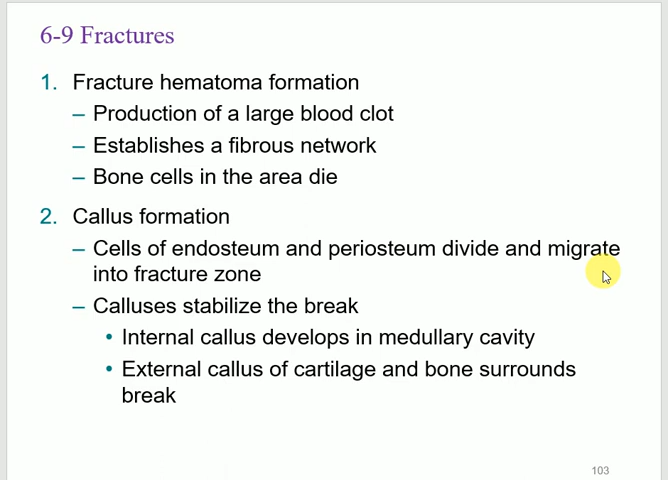 6-9 Fractures
1. Fracture hematoma formation
– Production of a large blood clot
– Establishes a fibrous network
– Bone cells in the area die
2. Callus formation
– Cells of endosteum and periosteum divide and migrate
into fracture zone
– Calluses stabilize the break
• Internal callus develops in medullary cavity
• External callus of cartilage and bone surrounds
break
103